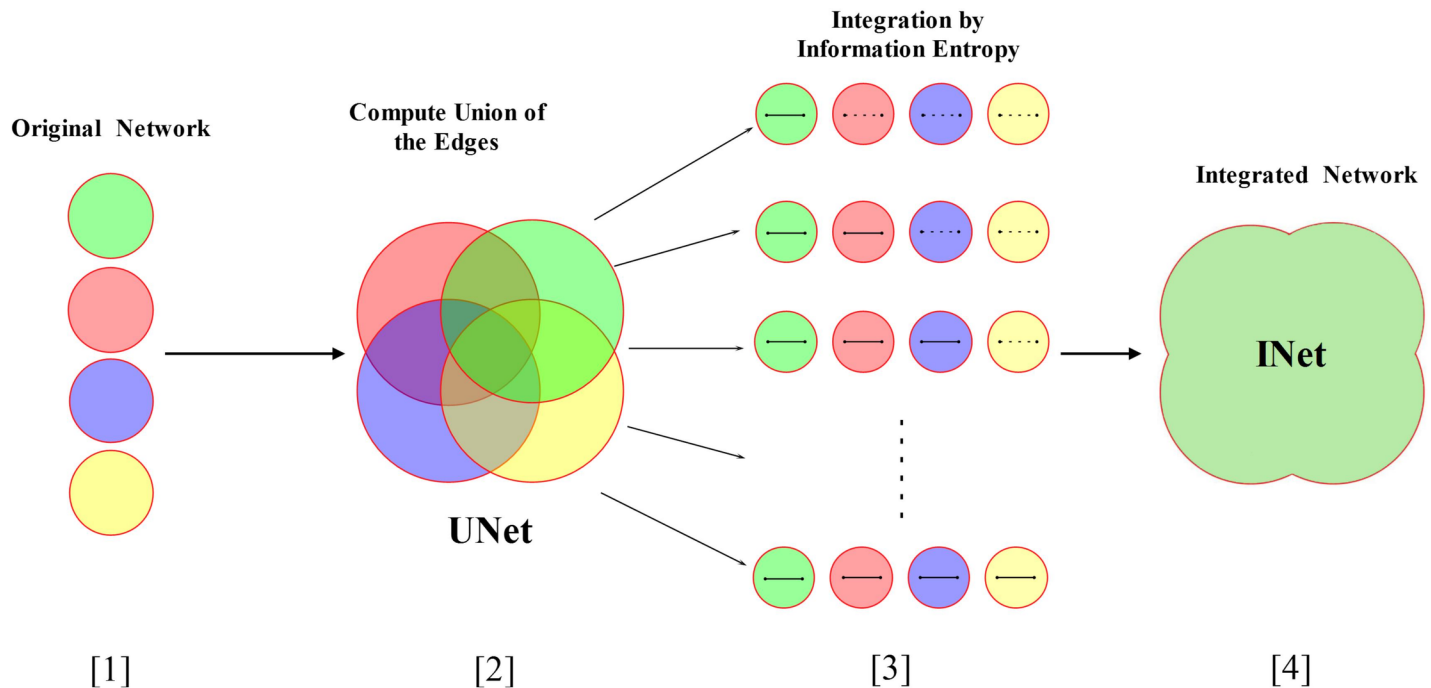 Original Network
Compute Union of
the Edges
Integration by
Information Entropy
Integrated Network
UNet
INet
[1]
[2]
[3]
[4]